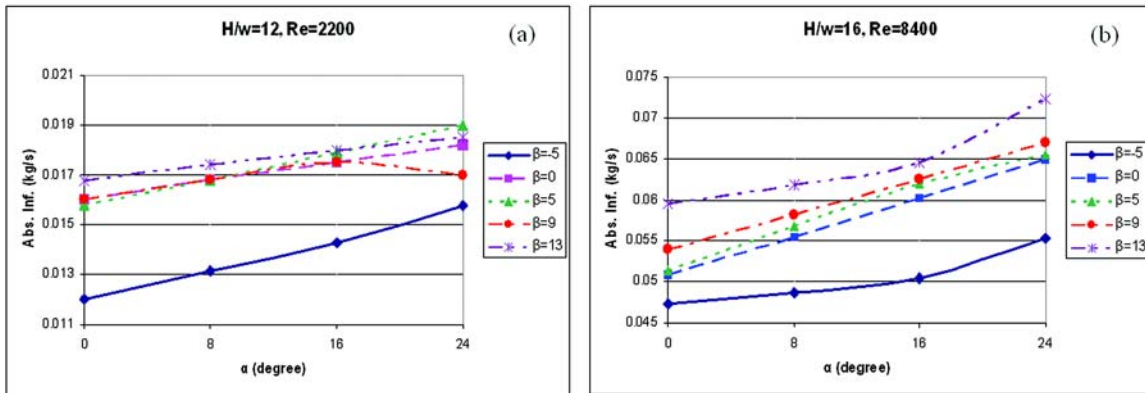 H/w=12, Re=2200
(a)
Abs. Inf. (kg/s)
0.021
0.019
0.017
0.015
0.013
0.011
0
8
16
24
α (degree)
β=-5
β=0
β=5
β=9
β=13
H/w=16, Re=8400
(b)
Abs. Inf. (kg/s)
0.075
0.07
0.065
0.06
0.055
0.05
0.045
0
8
16
24
α (degree)
β=-5
β=0
β=5
β=9
β=13